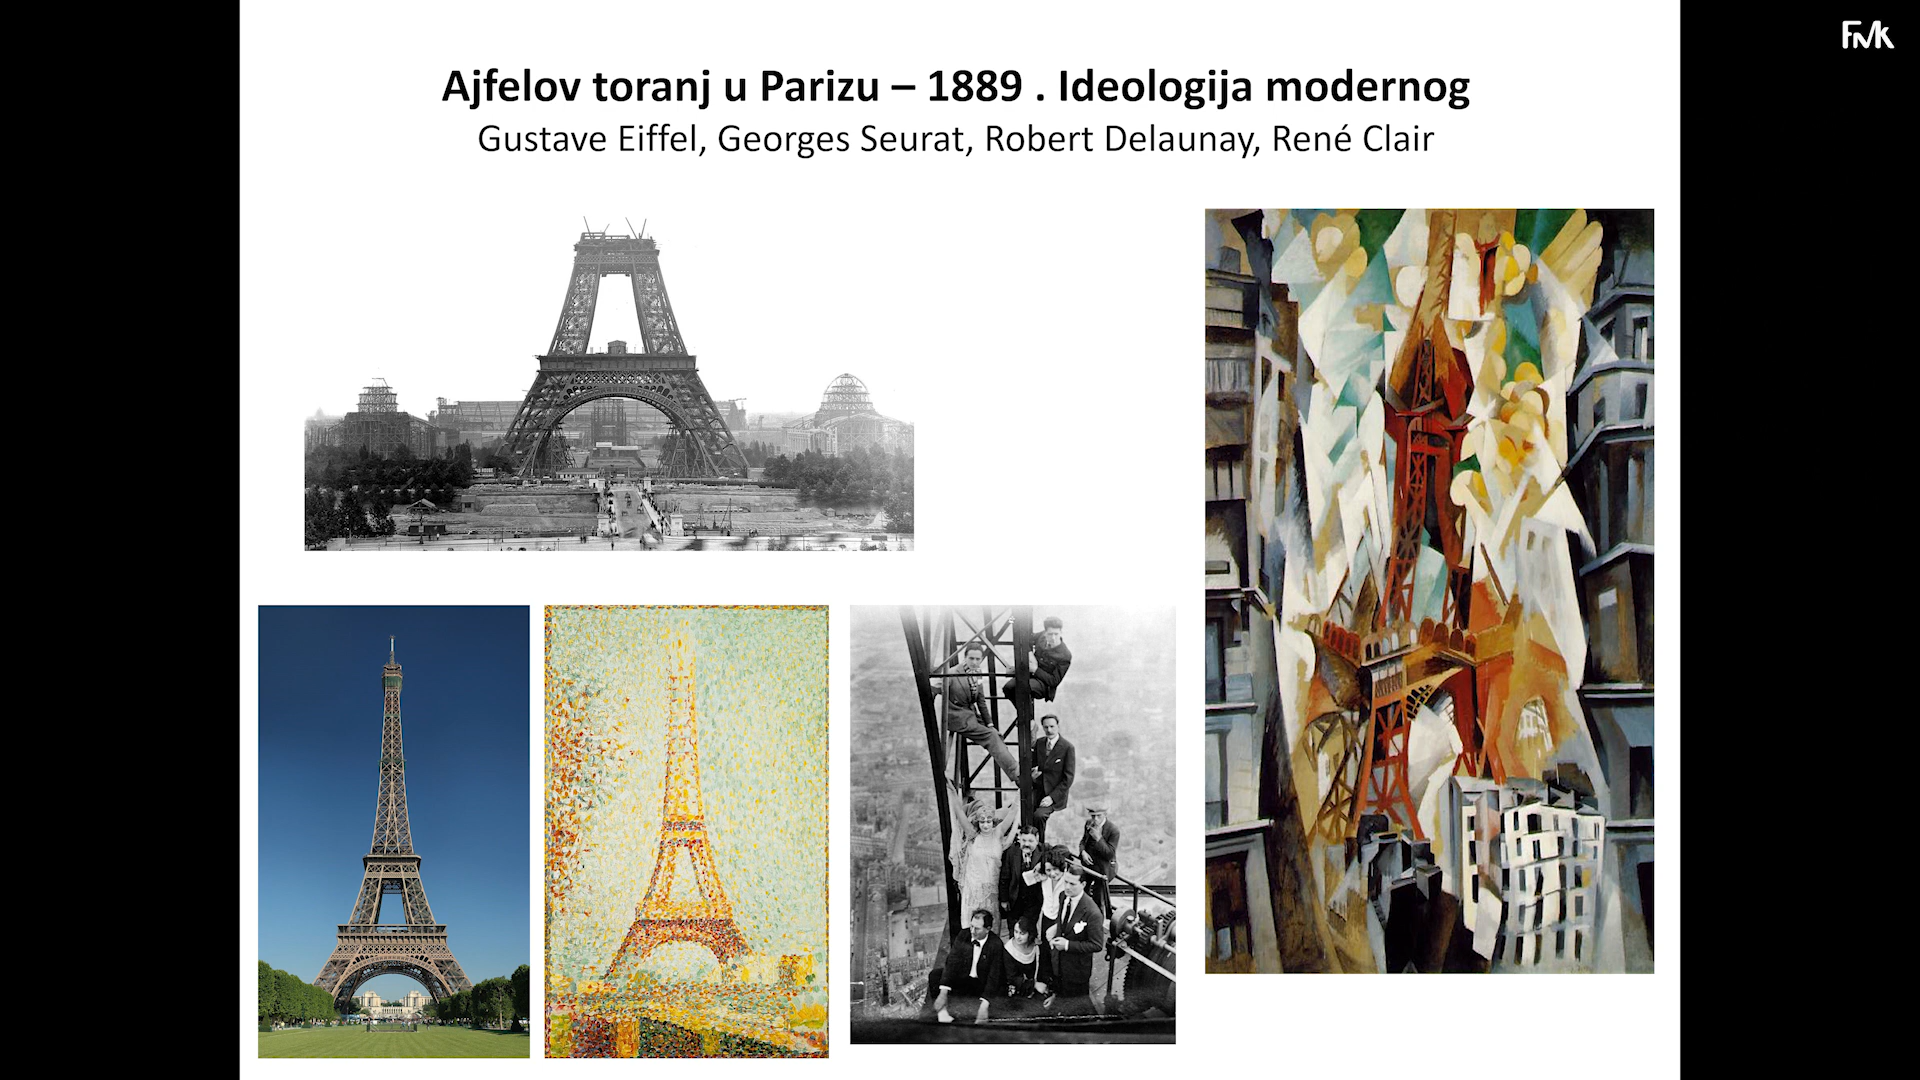 FMK
Ajfelov toranj u Parizu – 1889 . Ideologija modernog
Gustave Eiffel, Georges Seurat, Robert Delaunay, René Clair